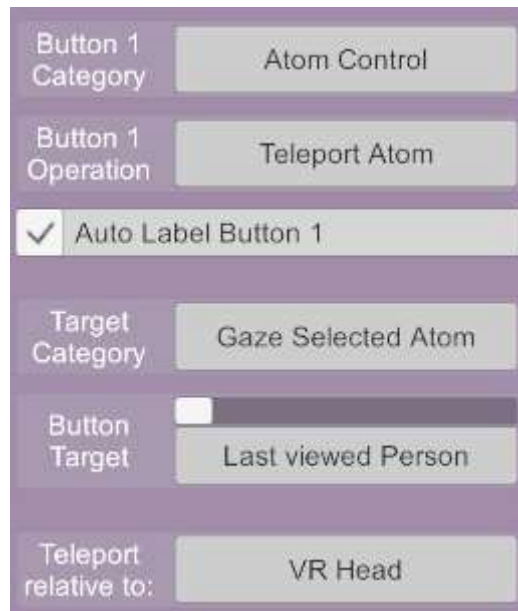 Button 1
Category
Atom Control
Button 1
Operation
Teleport Atom
Auto Label Button 1
Target
Category
Gaze Selected Atom
Button
Target
Last viewed Person
Teleport
relative to:
VR Head